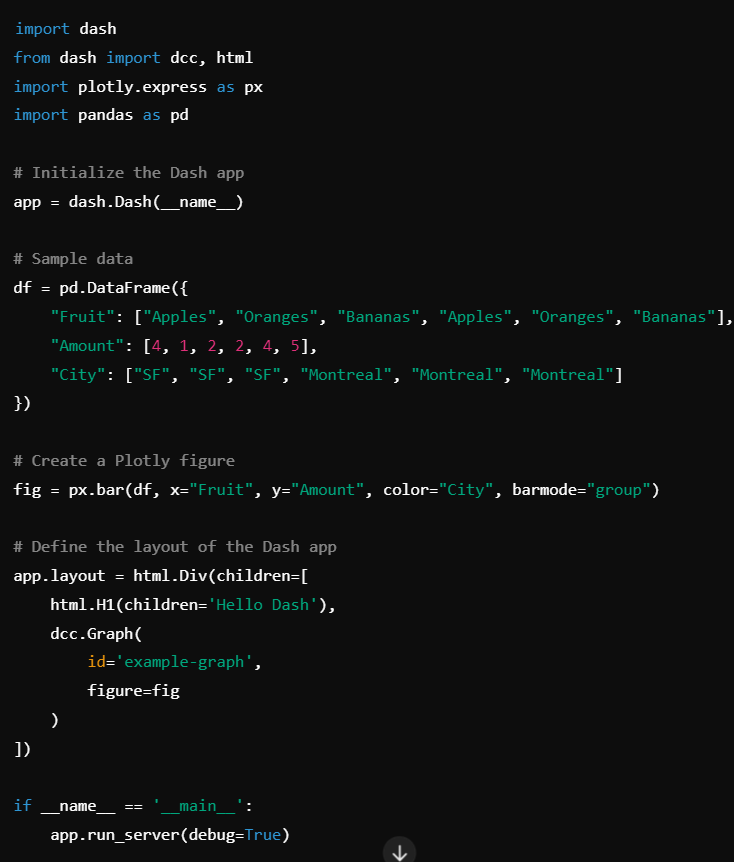 import dash
from dash import dcc, html
import plotly.express as px
import pandas as pd

# Initialize the Dash app
app = dash.Dash(__name__)

# Sample data
df = pd.DataFrame({
    "Fruit": ["Apples", "Oranges", "Bananas", "Apples", "Oranges", "Bananas"],
    "Amount": [4, 1, 2, 2, 4, 5],
    "City": ["SF", "SF", "SF", "Montreal", "Montreal", "Montreal"]
})

# Create a Plotly figure
fig = px.bar(df, x="Fruit", y="Amount", color="City", barmode="group")

# Define the layout of the Dash app
app.layout = html.Div(children=[
    html.H1(children='Hello Dash'),
    dcc.Graph(
        id='example-graph',
        figure=fig
    )
])

if __name__ == '__main__':
    app.run_server(debug=True)